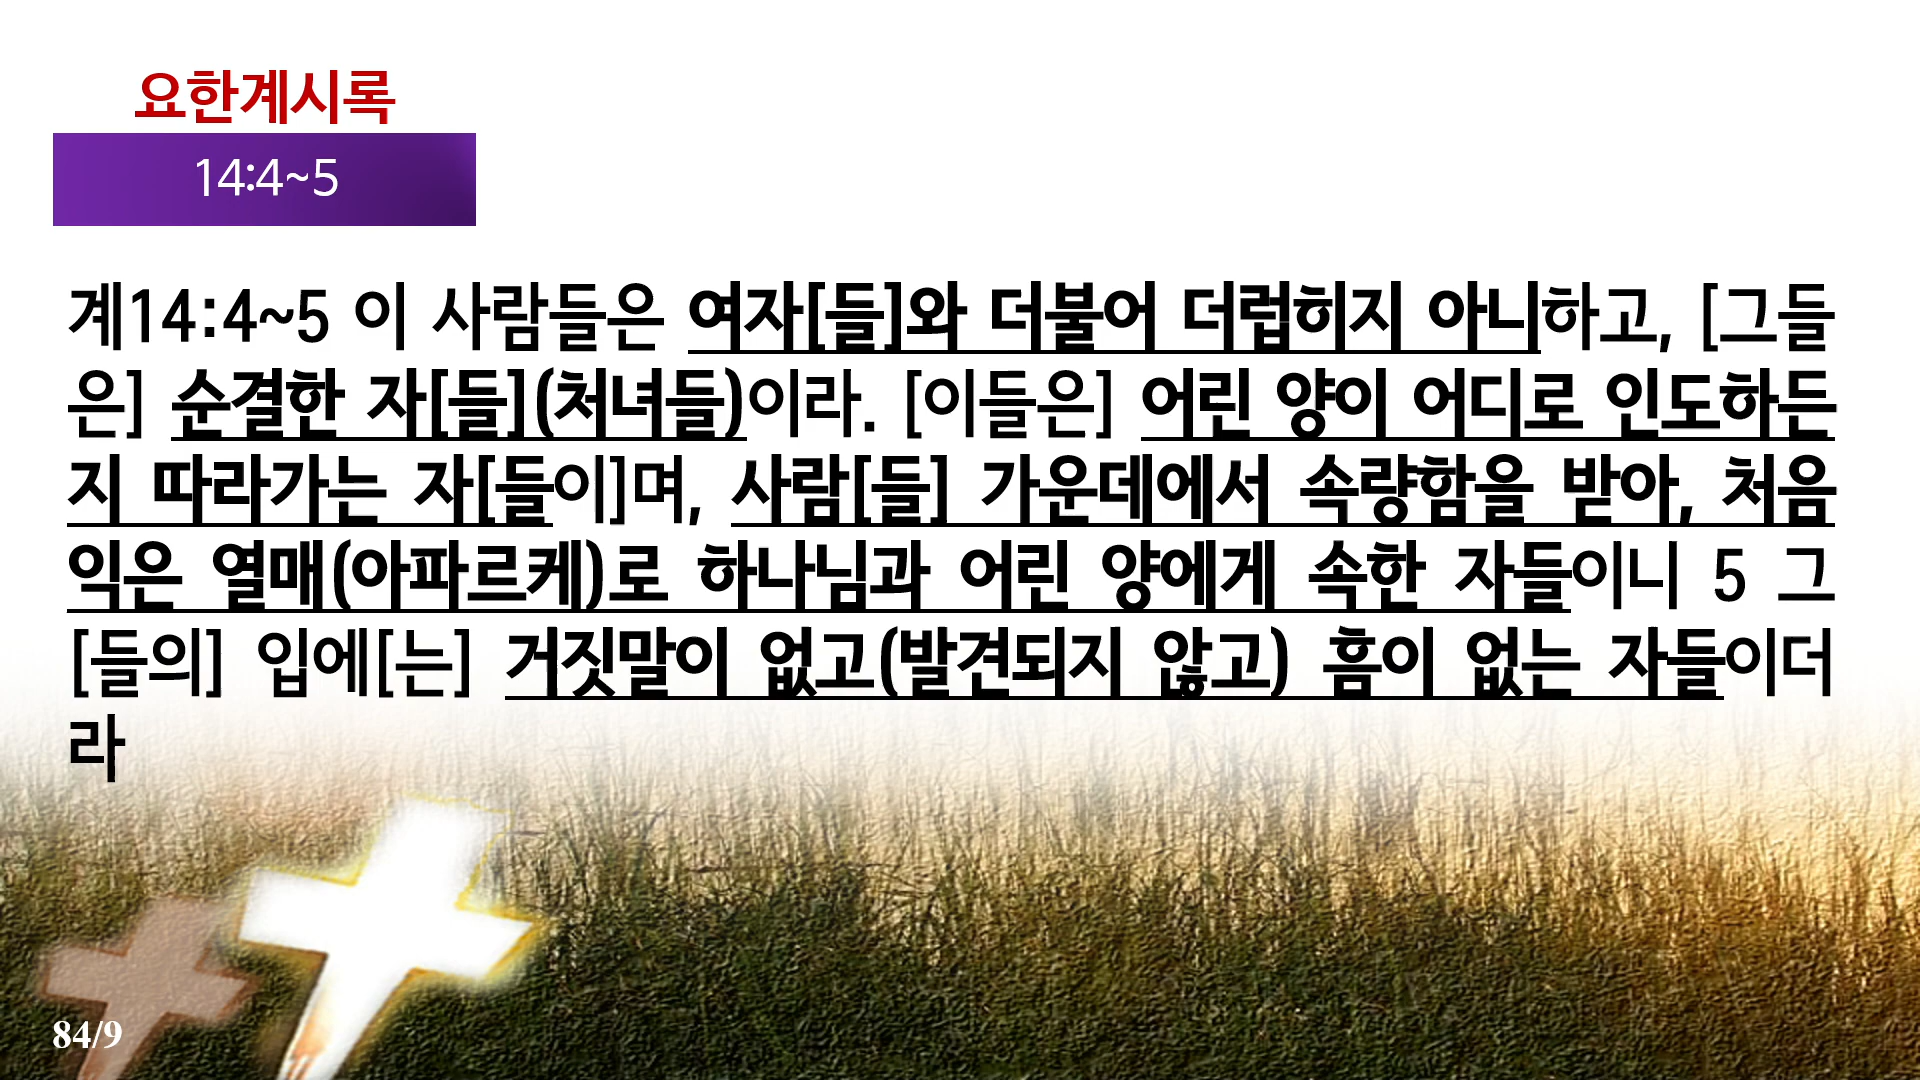 요한계시록
14:4~5
계14:4~5 이 사람들은 여자[들]와 더불어 더럽히지 아니하고, [그들
은] 순결한 자[들](처녀들)이라. [이들은] 어린 양이 어디로 인도하든
지 따라가는 자[들이]며, 사람[들] 가운데에서 속량함을 받아, 처음
익은 열매(아파르케)로 하나님과 어린 양에게 속한 자들이니 5 그
[들의] 입에[는] 거짓말이 없고(발견되지 않고) 흠이 없는 자들이더
라
84/9